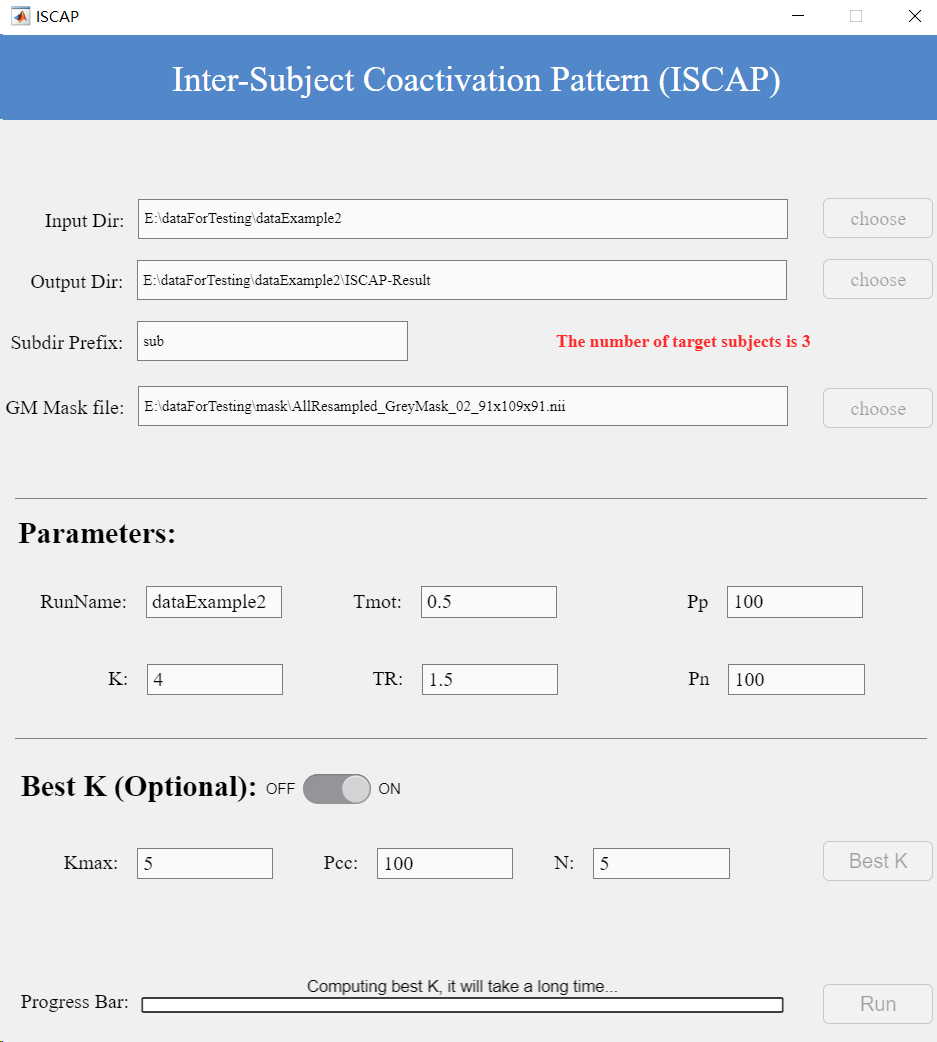 ISCAP
Inter-Subject Coactivation Pattern (ISCAP)
Input Dir: E:\dataForTesting\dataExample2 choose
Output Dir: E:\dataForTesting\dataExample2\ISCAP-Result choose
Subdir Prefix: sub The number of target subjects is 3
GM Mask file: E:\dataForTesting\mask\AllResampled_GreyMask_02_91x109x91.nii choose
Parameters:
RunName: dataExample2 Tmot: 0.5 Pp 100
K: 4 TR: 1.5 Pn 100
Best K (Optional): OFF ON
Kmax: 5 Pcc: 100 N: 5 Best K
Computing best K, it will take a long time...
Progress Bar: Run